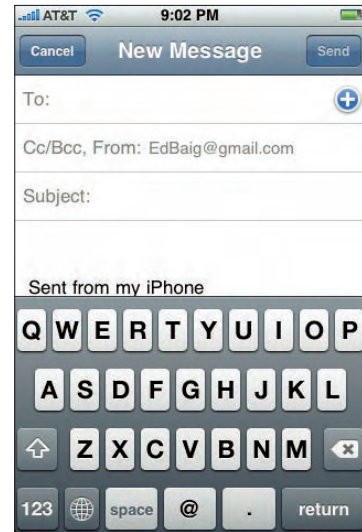 AT&T 9:02 PM
Cancel New Message Send
To:
Cc/Bcc, From: EdBaig@gmail.com
Subject:
Sent from my iPhone
Q W E R T Y U I O P
A S D F G H J K L
Z X C V B N M
123 space @ . return